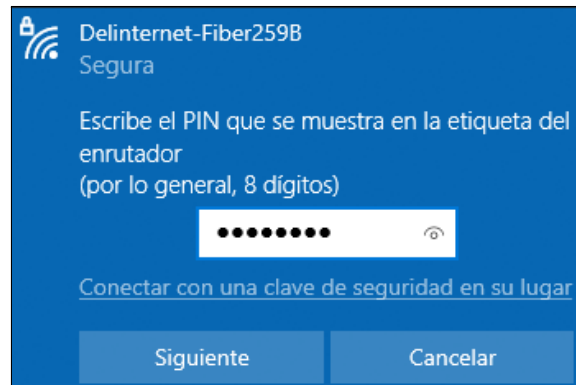 Delinternet-Fiber259B
Segura
Escribe el PIN que se muestra en la etiqueta del
enrutador
(por lo general, 8 dígitos)
●●●●●●●●
Conectar con una clave de seguridad en su lugar
Siguiente
Cancelar